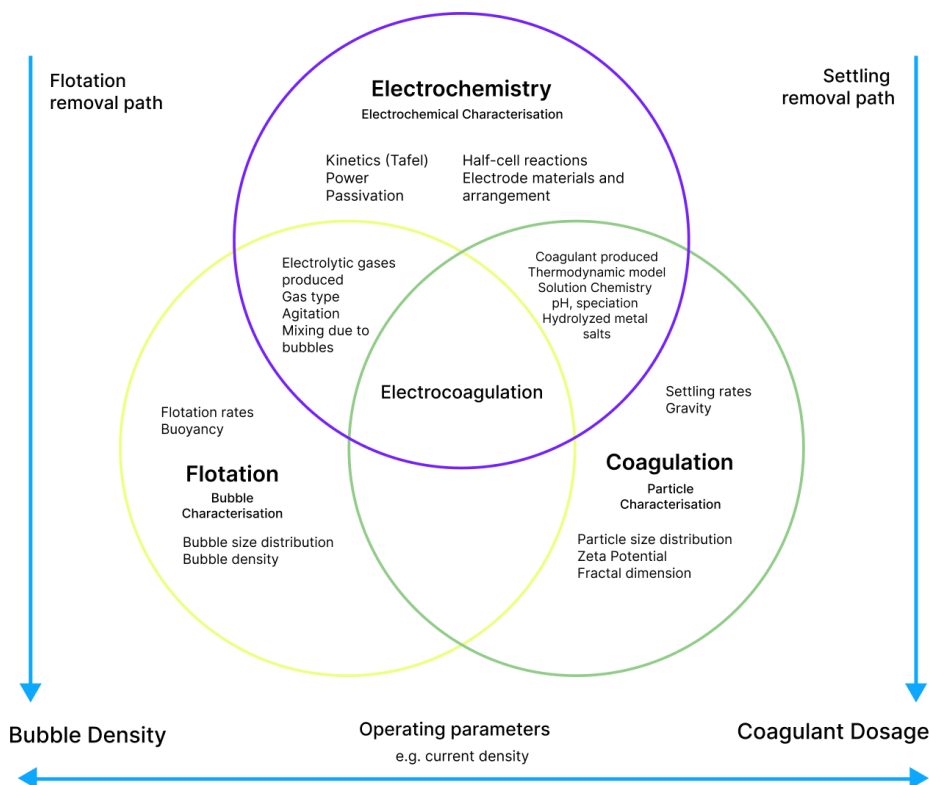 Flotation
removal path
Settling
removal path
Electrochemistry
Electrochemical Characterisation
Kinetics (Tafel)
Power
Passivation
Half-cell reactions
Electrode materials and
arrangement
Electrolytic gases
produced
Gas type
Agitation
Mixing due to
bubbles
Coagulant produced
Thermodynamic model
Solution Chemistry
pH, speciation
Hydrolyzed metal
salts
Electrocoagulation
Flotation rates
Buoyancy
Flotation
Bubble
Characterisation
Bubble size distribution
Bubble density
Settling rates
Gravity
Coagulation
Particle
Characterisation
Particle size distribution
Zeta Potential
Fractal dimension
Bubble Density
Operating parameters
e.g. current density
Coagulant Dosage